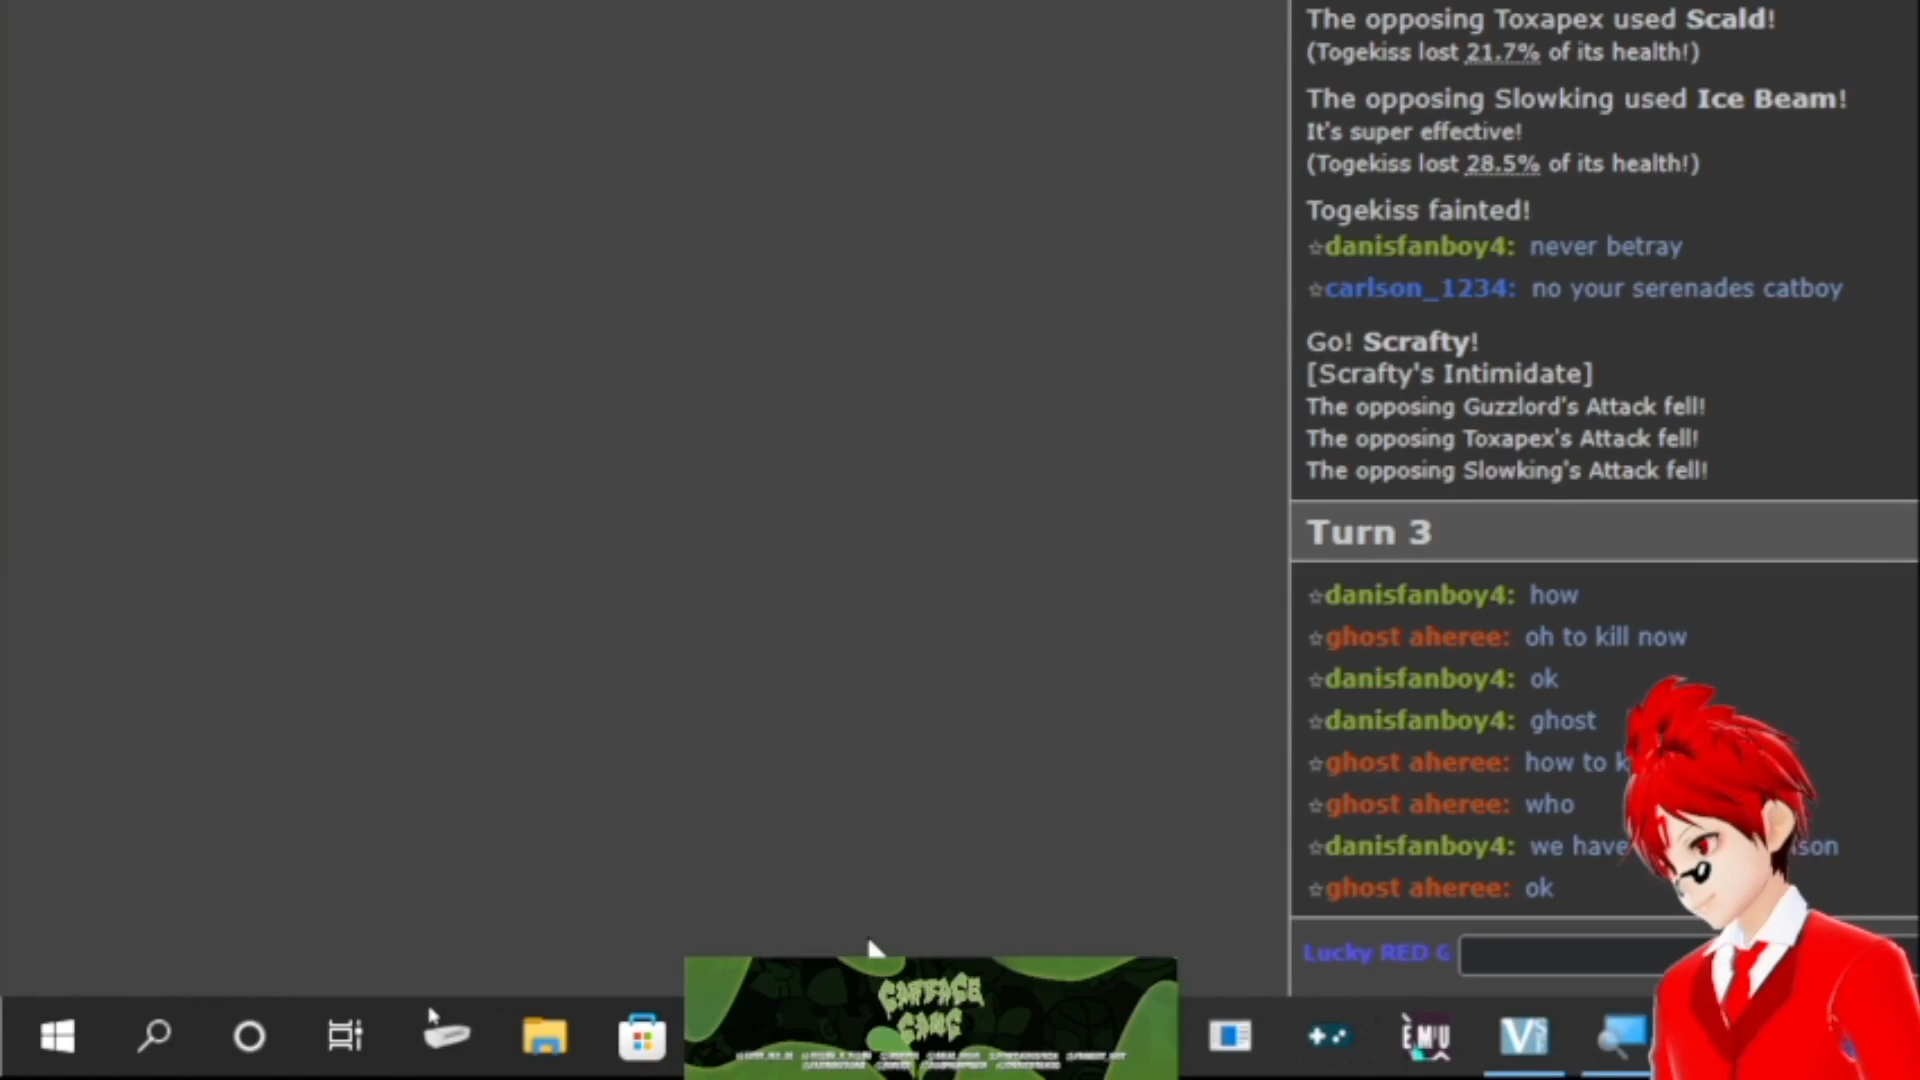 The opposing Toxapex used Scald!
(Togekiss lost 21.7% of its health!)
The opposing Slowking used Ice Beam!
It's super effective!
(Togekiss lost 28.5% of its health!)
Togekiss fainted!
☆danisfanboy4: never betray
☆carlson_1234: no your serenades catboy
Go! Scrafty!
[Scrafty's Intimidate]
The opposing Guzzlord's Attack fell!
The opposing Toxapex's Attack fell!
The opposing Slowking's Attack fell!
Turn 3
☆danisfanboy4: how
☆ghost aheree: oh to kill now
☆danisfanboy4: ok
☆danisfanboy4: ghost
☆ghost aheree: how to k
☆ghost aheree: who
☆danisfanboy4: we have lson
☆ghost aheree: ok
Lucky RED G
GARBAGE
GANG
EMU